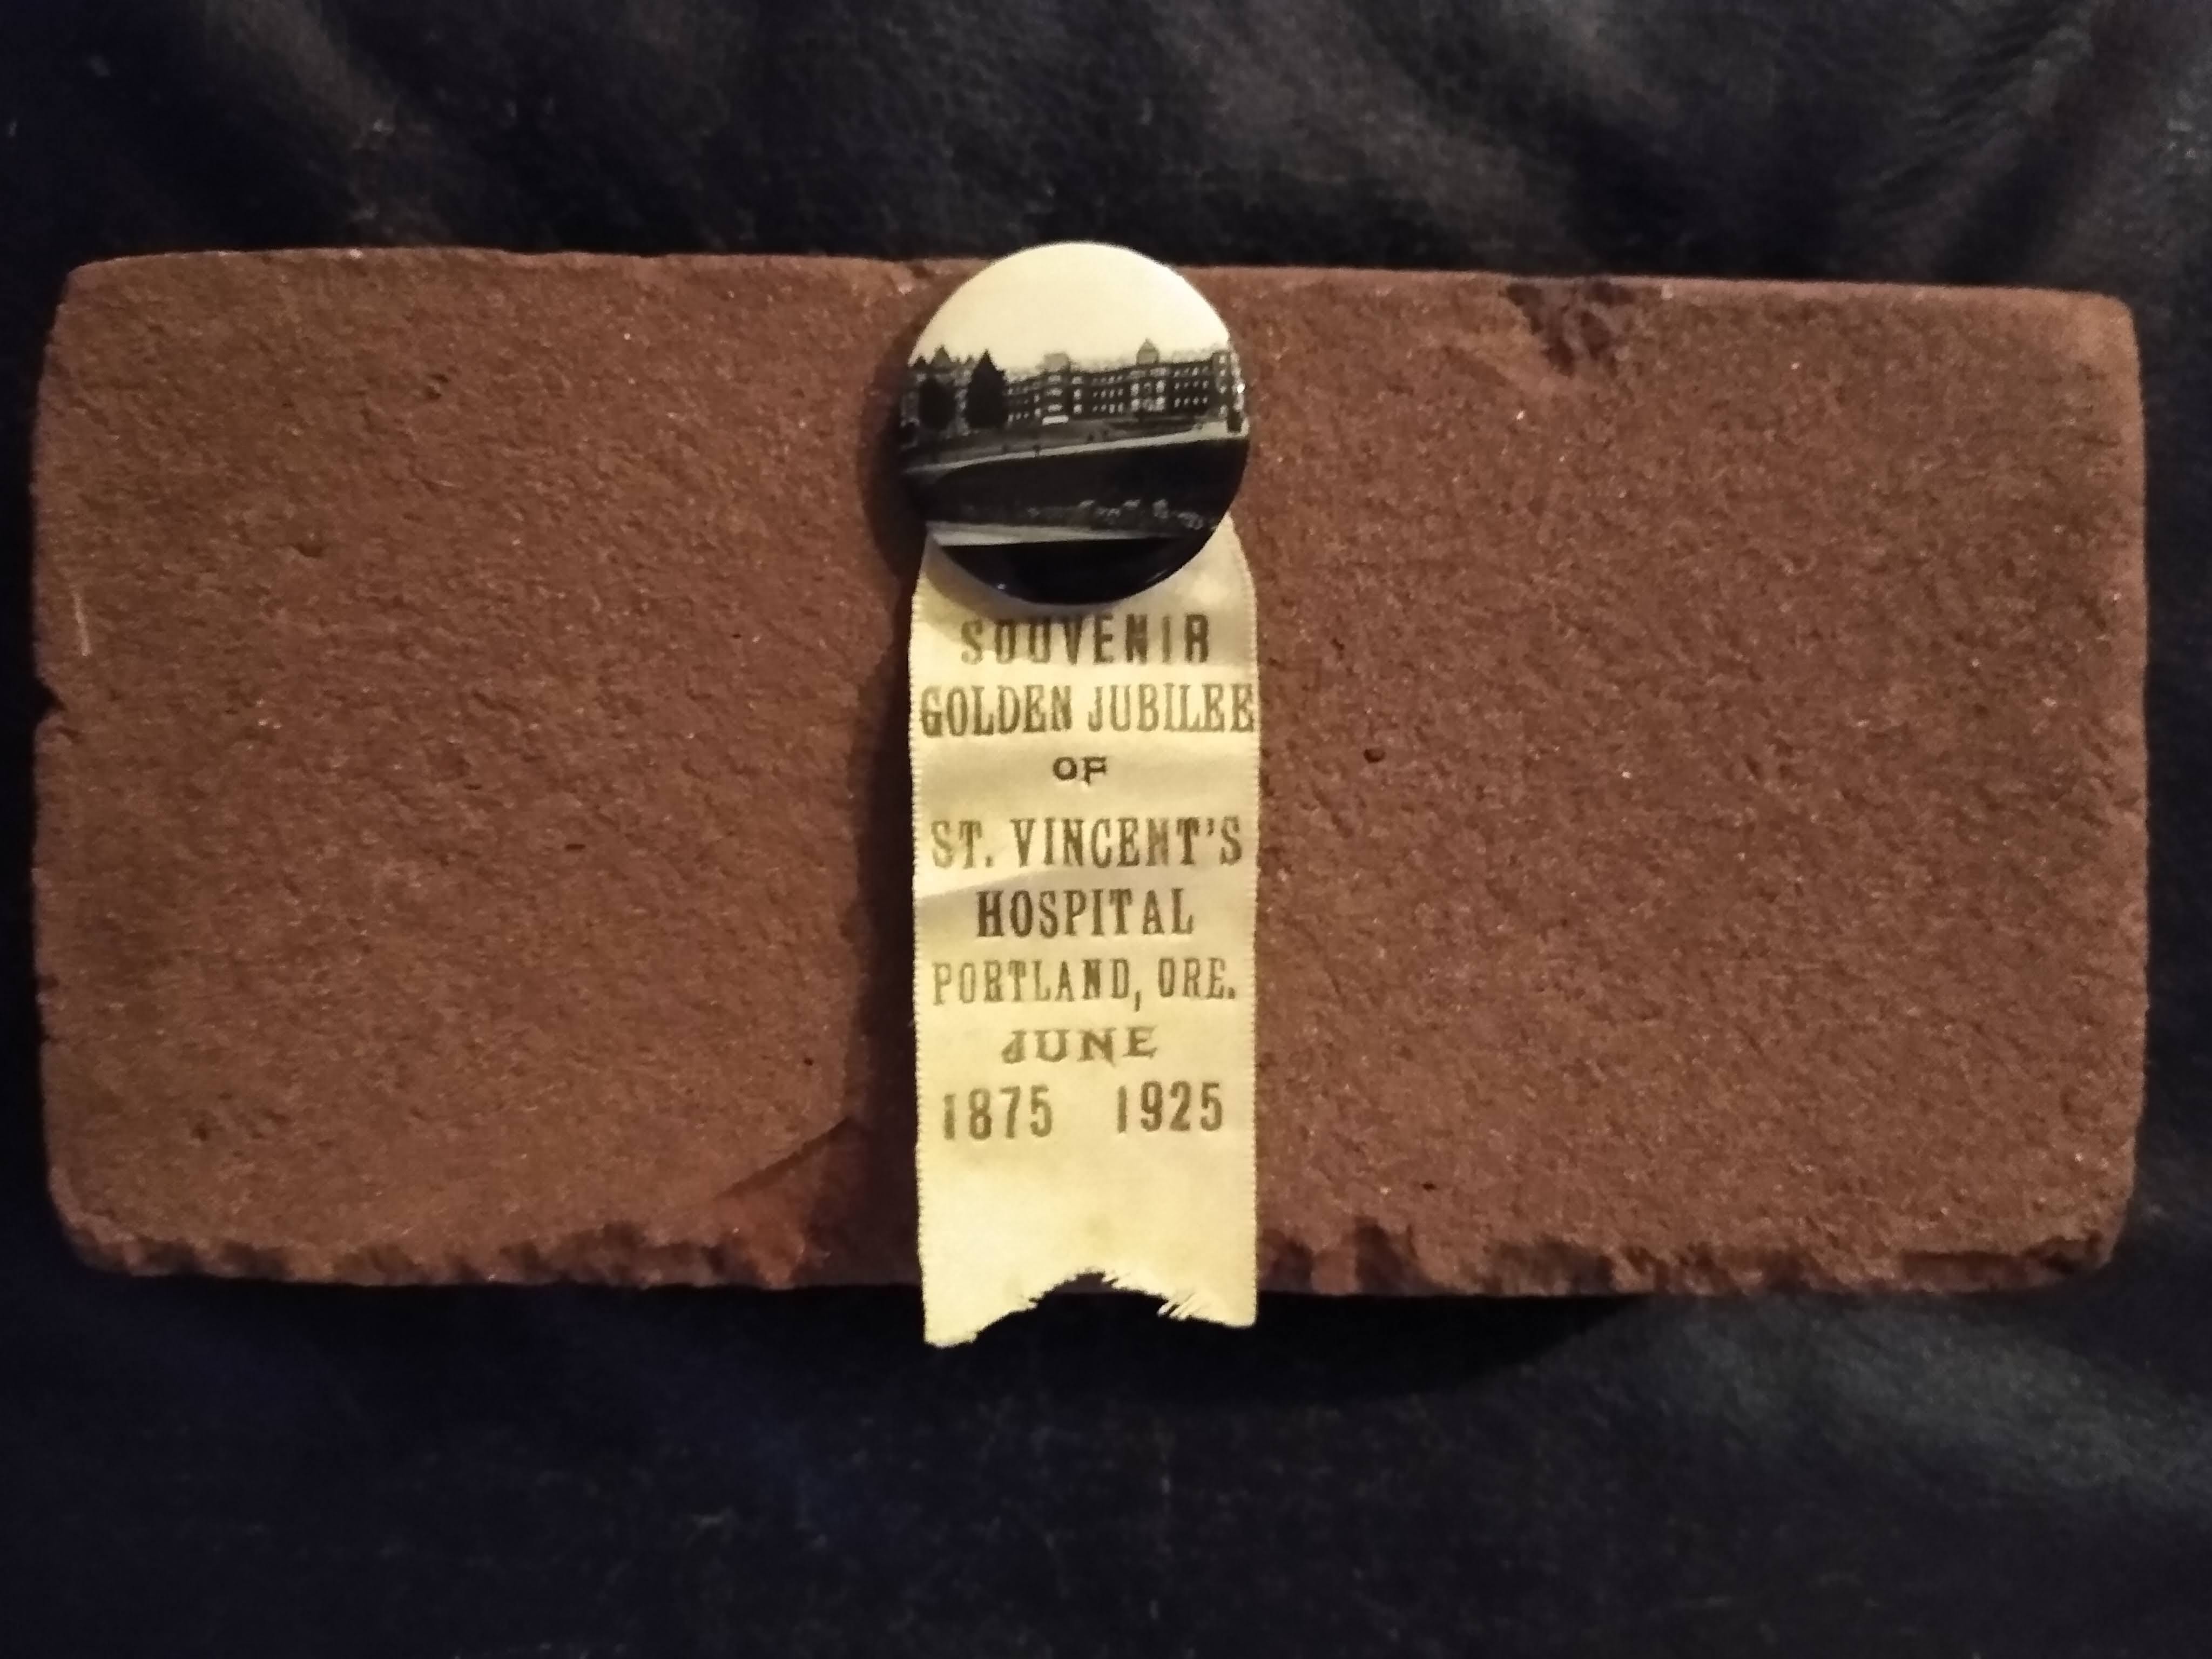 SOUVENIR
GOLDEN JUBILEE
OF
ST. VINCENT'S
HOSPITAL
PORTLAND, ORE.
JUNE
1875 1925